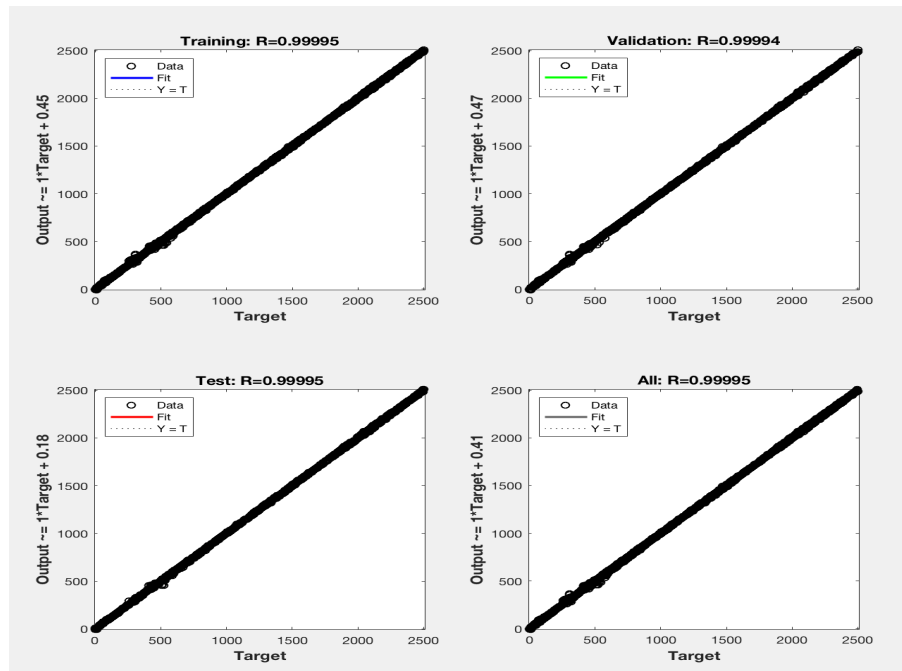 Training: R=0.99995
Output ~= 1*Target + 0.45
2500
2000
1500
1000
500
0
Data
Fit
Y = T
0 500 1000 1500 2000 2500
Target
Validation: R=0.99994
Output ~= 1*Target + 0.47
2500
2000
1500
1000
500
0
Data
Fit
Y = T
0 500 1000 1500 2000 2500
Target
Test: R=0.99995
Output ~= 1*Target + 0.18
2500
2000
1500
1000
500
0
Data
Fit
Y = T
0 500 1000 1500 2000 2500
Target
All: R=0.99995
Output ~= 1*Target + 0.41
2500
2000
1500
1000
500
0
Data
Fit
Y = T
0 500 1000 1500 2000 2500
Target